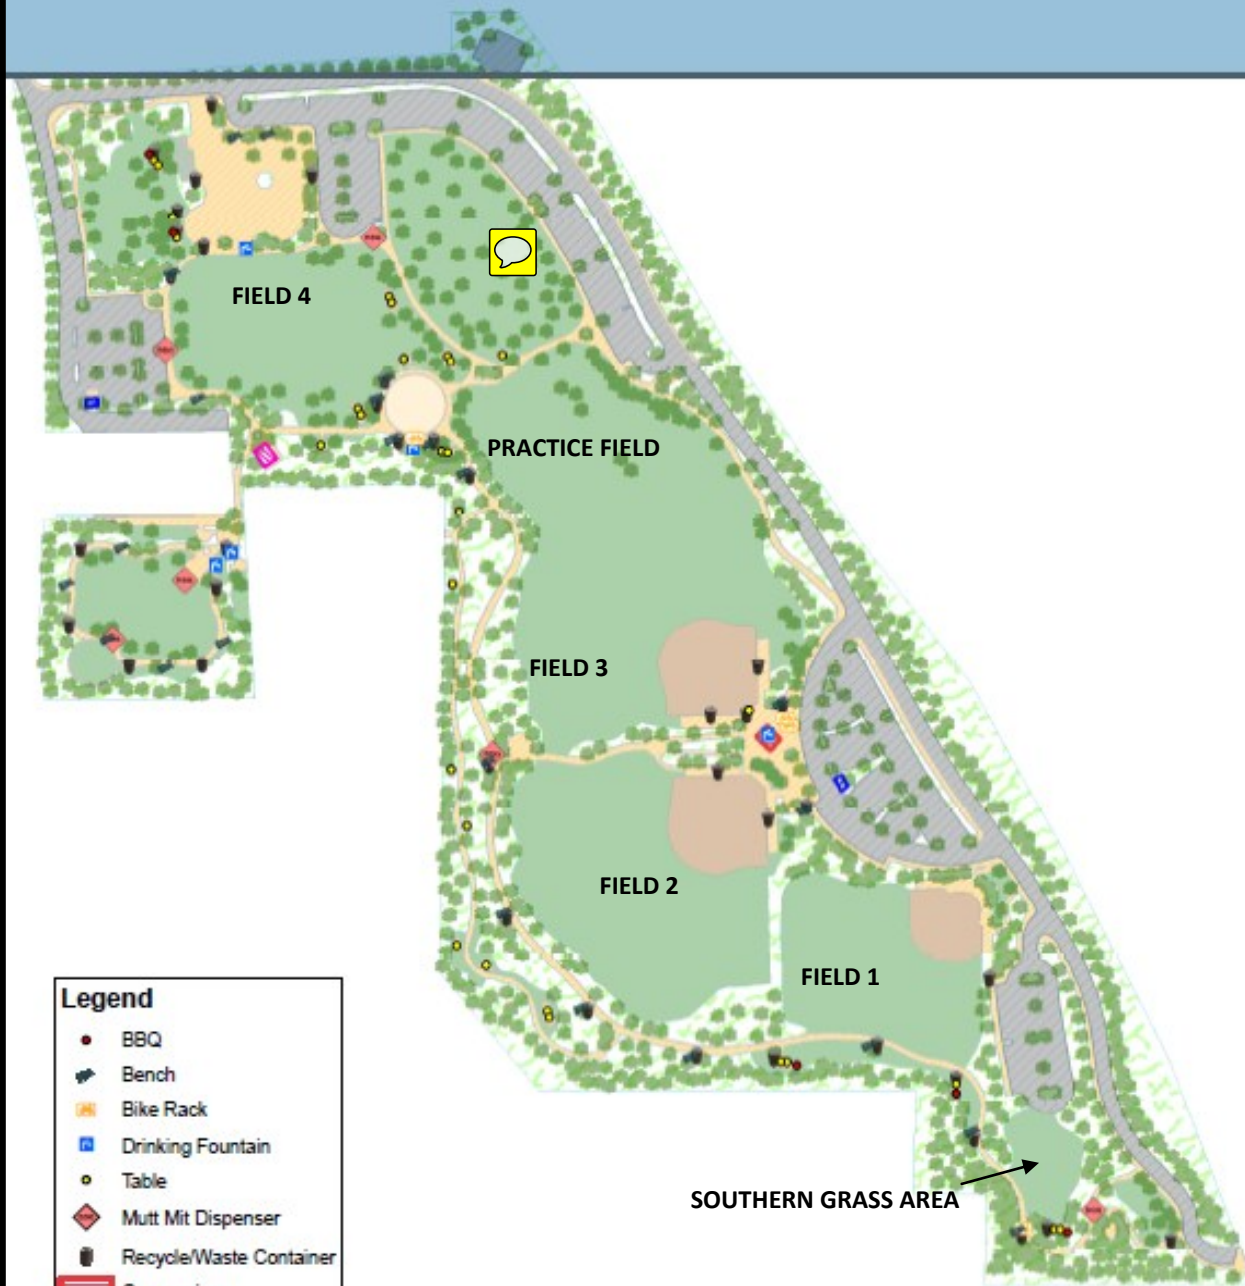 FIELD 4
PRACTICE FIELD
FIELD 3
FIELD 2
FIELD 1
SOUTHERN GRASS AREA
Legend
BBQ
Bench
Bike Rack
Drinking Fountain
Table
Mutt Mit Dispenser
Recycle/Waste Container